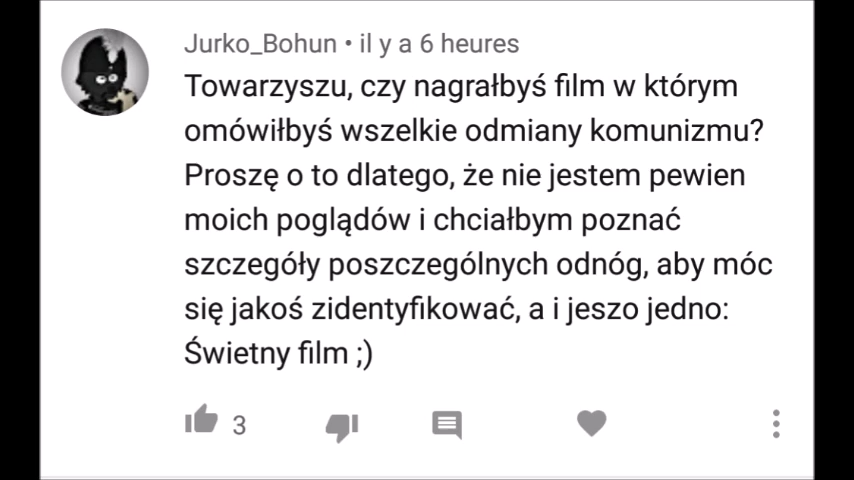 Jurko_Bohun • il y a 6 heures
Towarzyszu, czy nagrałbyś film w którym
omówiłbyś wszelkie odmiany komunizmu?
Proszę o to dlatego, że nie jestem pewien
moich poglądów i chciałbym poznać
szczegóły poszczególnych odnóg, aby móc
się jakoś zidentyfikować, a i jeszo jedno:
Świetny film ;)
3